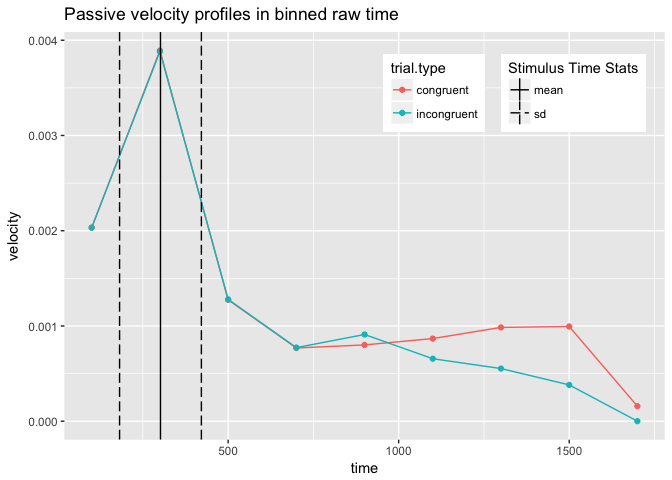 Passive velocity profiles in binned raw time
0.004
0.003
0.002
0.001
0.000
velocity
trial.type
congruent
incongruent
Stimulus Time Stats
mean
sd
500
1000
1500
time